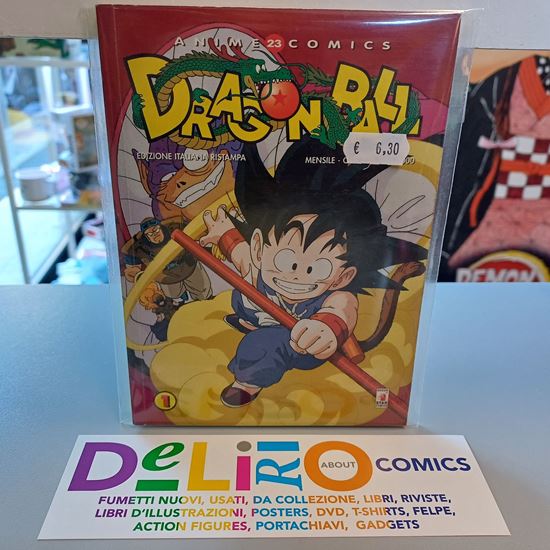 ANIME 23 COMICS
DRAGON BALL
€ 6,30
EDIZIONE ITALIANA RISTAMPA
MENSILE
1
DeLiRiO ABOUT COMICS
FUMETTI NUOVI, USATI, DA COLLEZIONE, LIBRI, RIVISTE,
LIBRI D'ILLUSTRAZIONI, POSTERS, DVD, T-SHIRTS, FELPE,
ACTION FIGURES, PORTACHIAVI, GADGETS